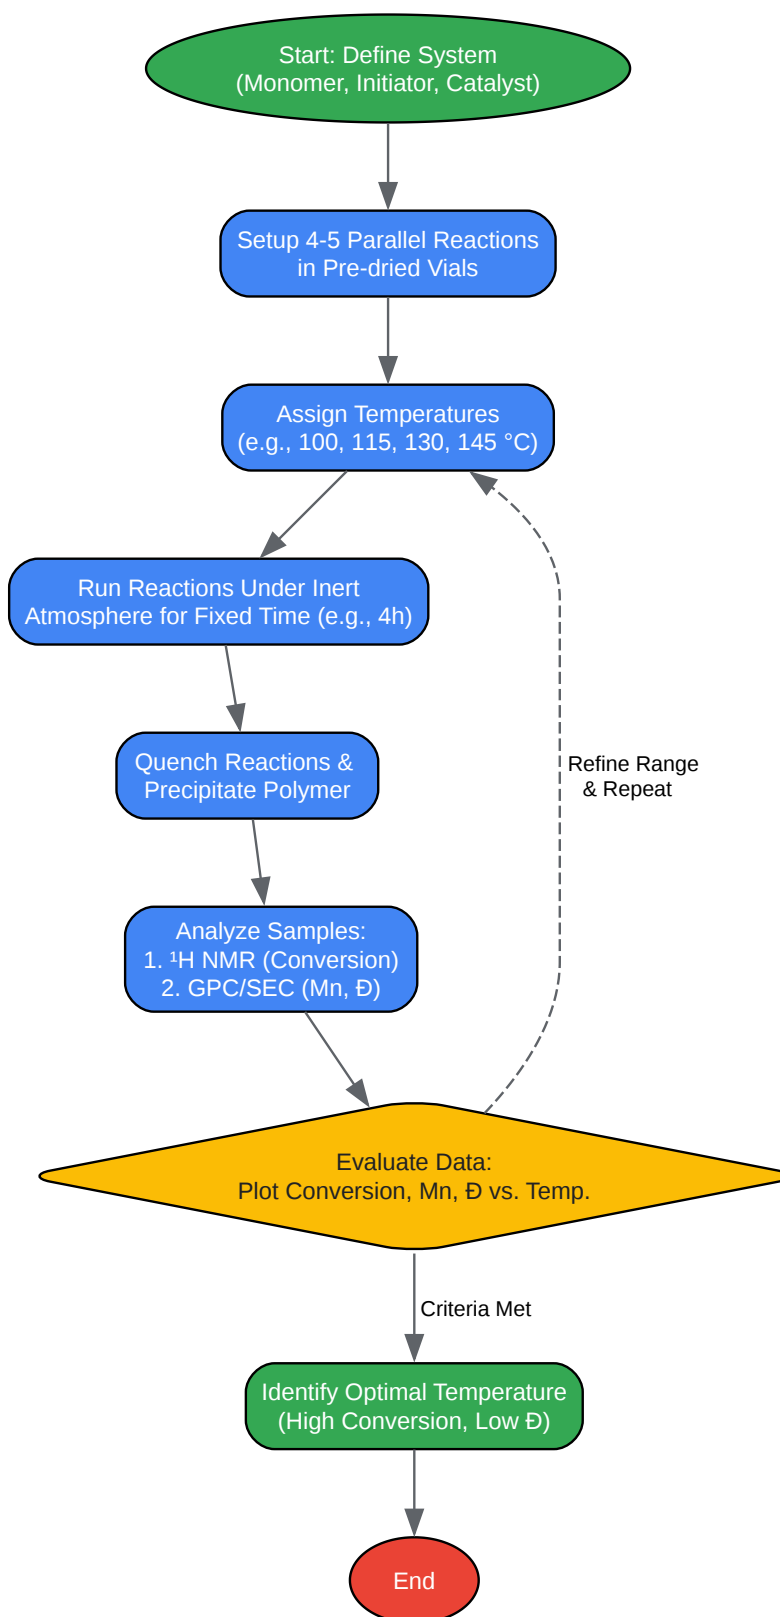 Start: Define System
(Monomer, Initiator, Catalyst)
Setup 4-5 Parallel Reactions
in Pre-dried Vials
Assign Temperatures
(e.g., 100, 115, 130, 145 °C)
Run Reactions Under Inert
Atmosphere for Fixed Time (e.g., 4h)
Quench Reactions &
Precipitate Polymer
Refine Range
& Repeat
Analyze Samples:
1. ¹H NMR (Conversion)
2. GPC/SEC (Mn, Đ)
Evaluate Data:
Plot Conversion, Mn, Đ vs. Temp.
Criteria Met
Identify Optimal Temperature
(High Conversion, Low Đ)
End